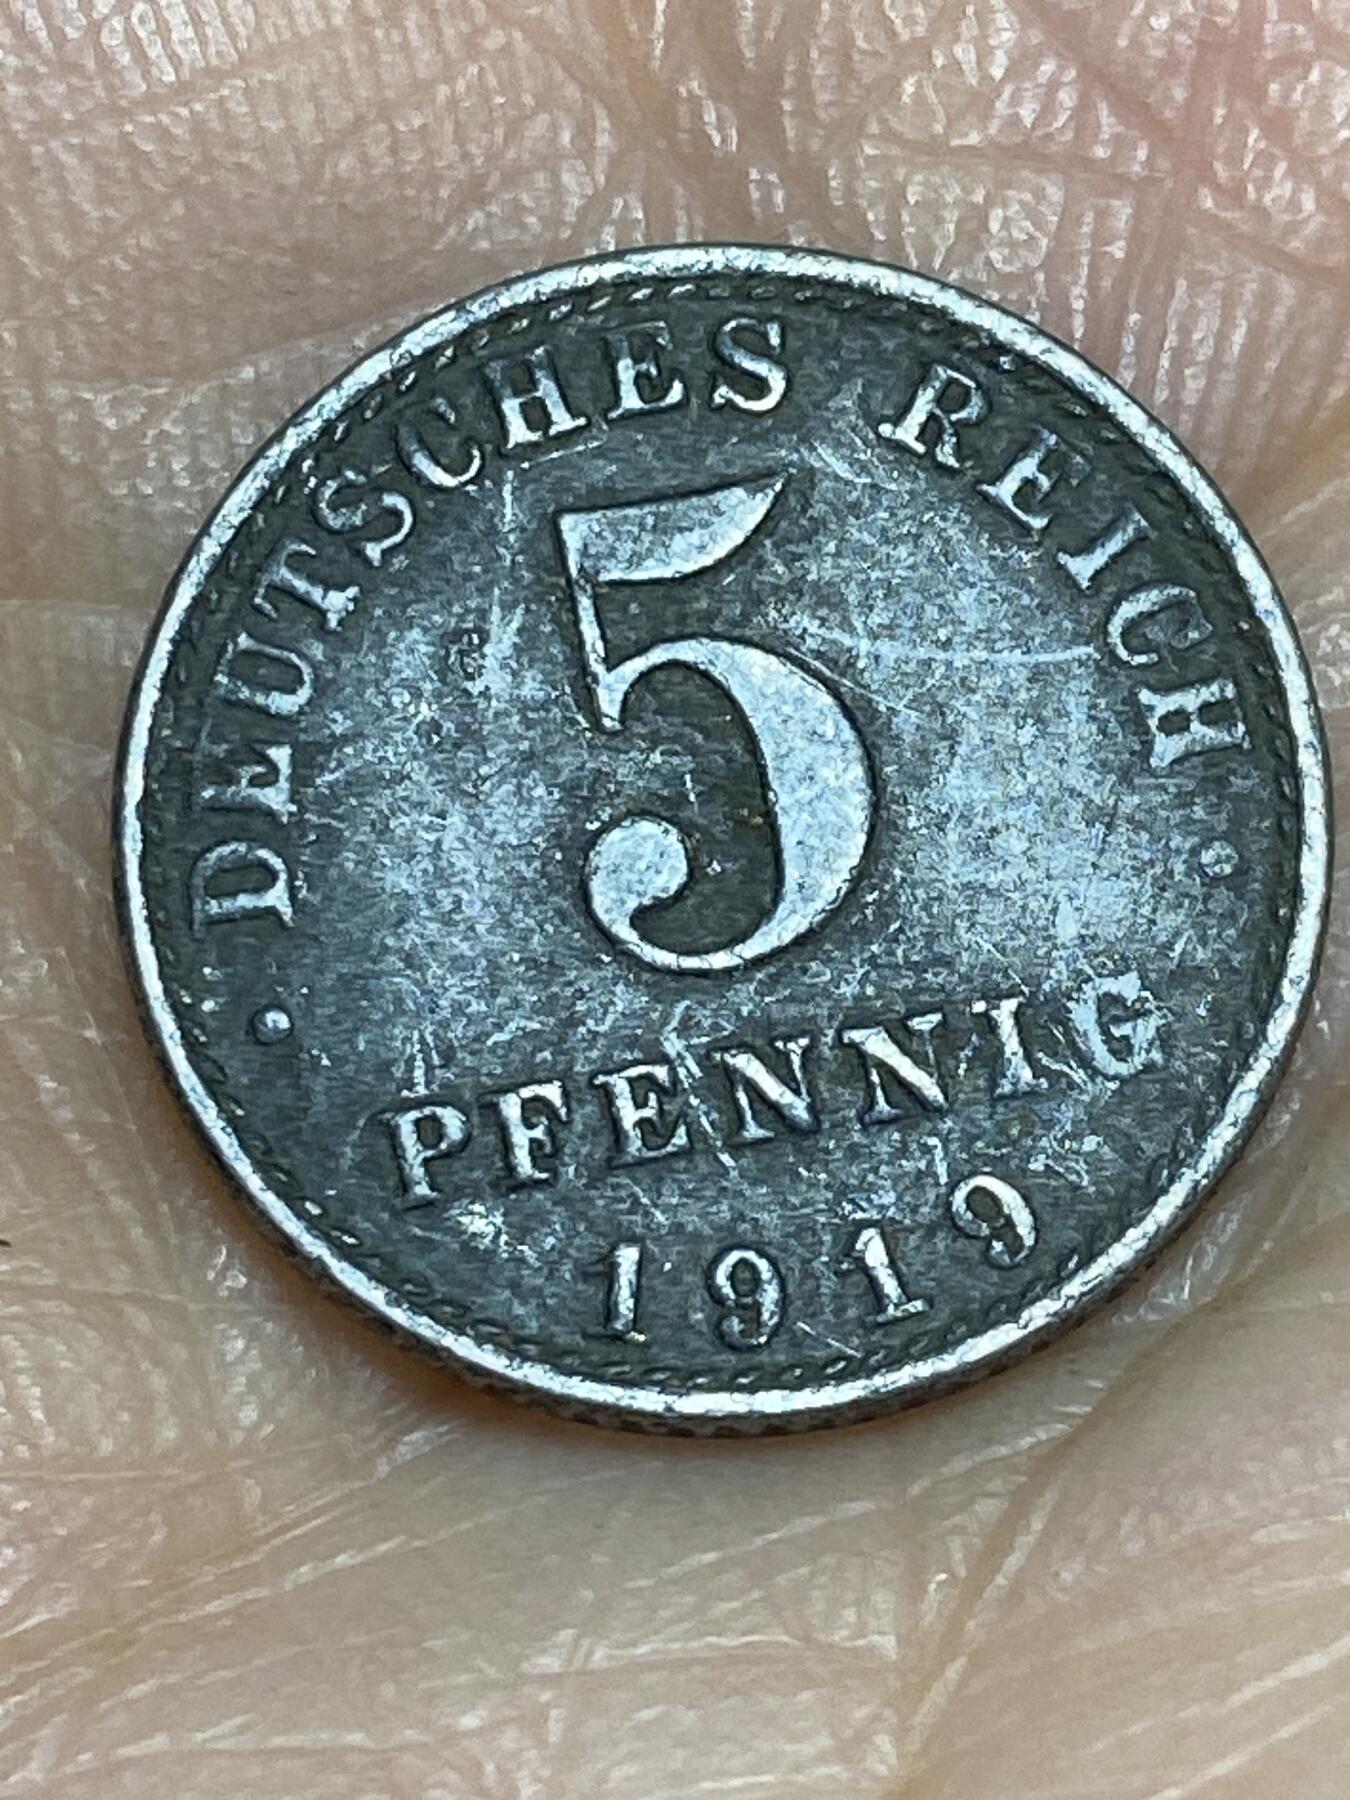 DEUTSCHES REICH
5
PFENNIG
1919